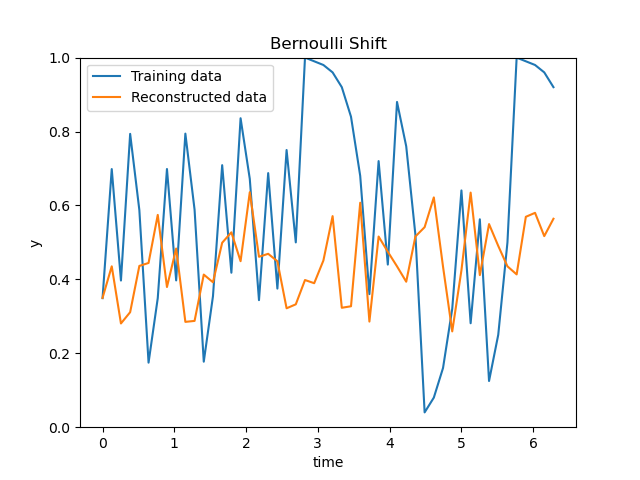 Bernoulli Shift
Training data
Reconstructed data
1.0
0.8
0.6
0.4
0.2
0.0
y
0 1 2 3 4 5 6
time